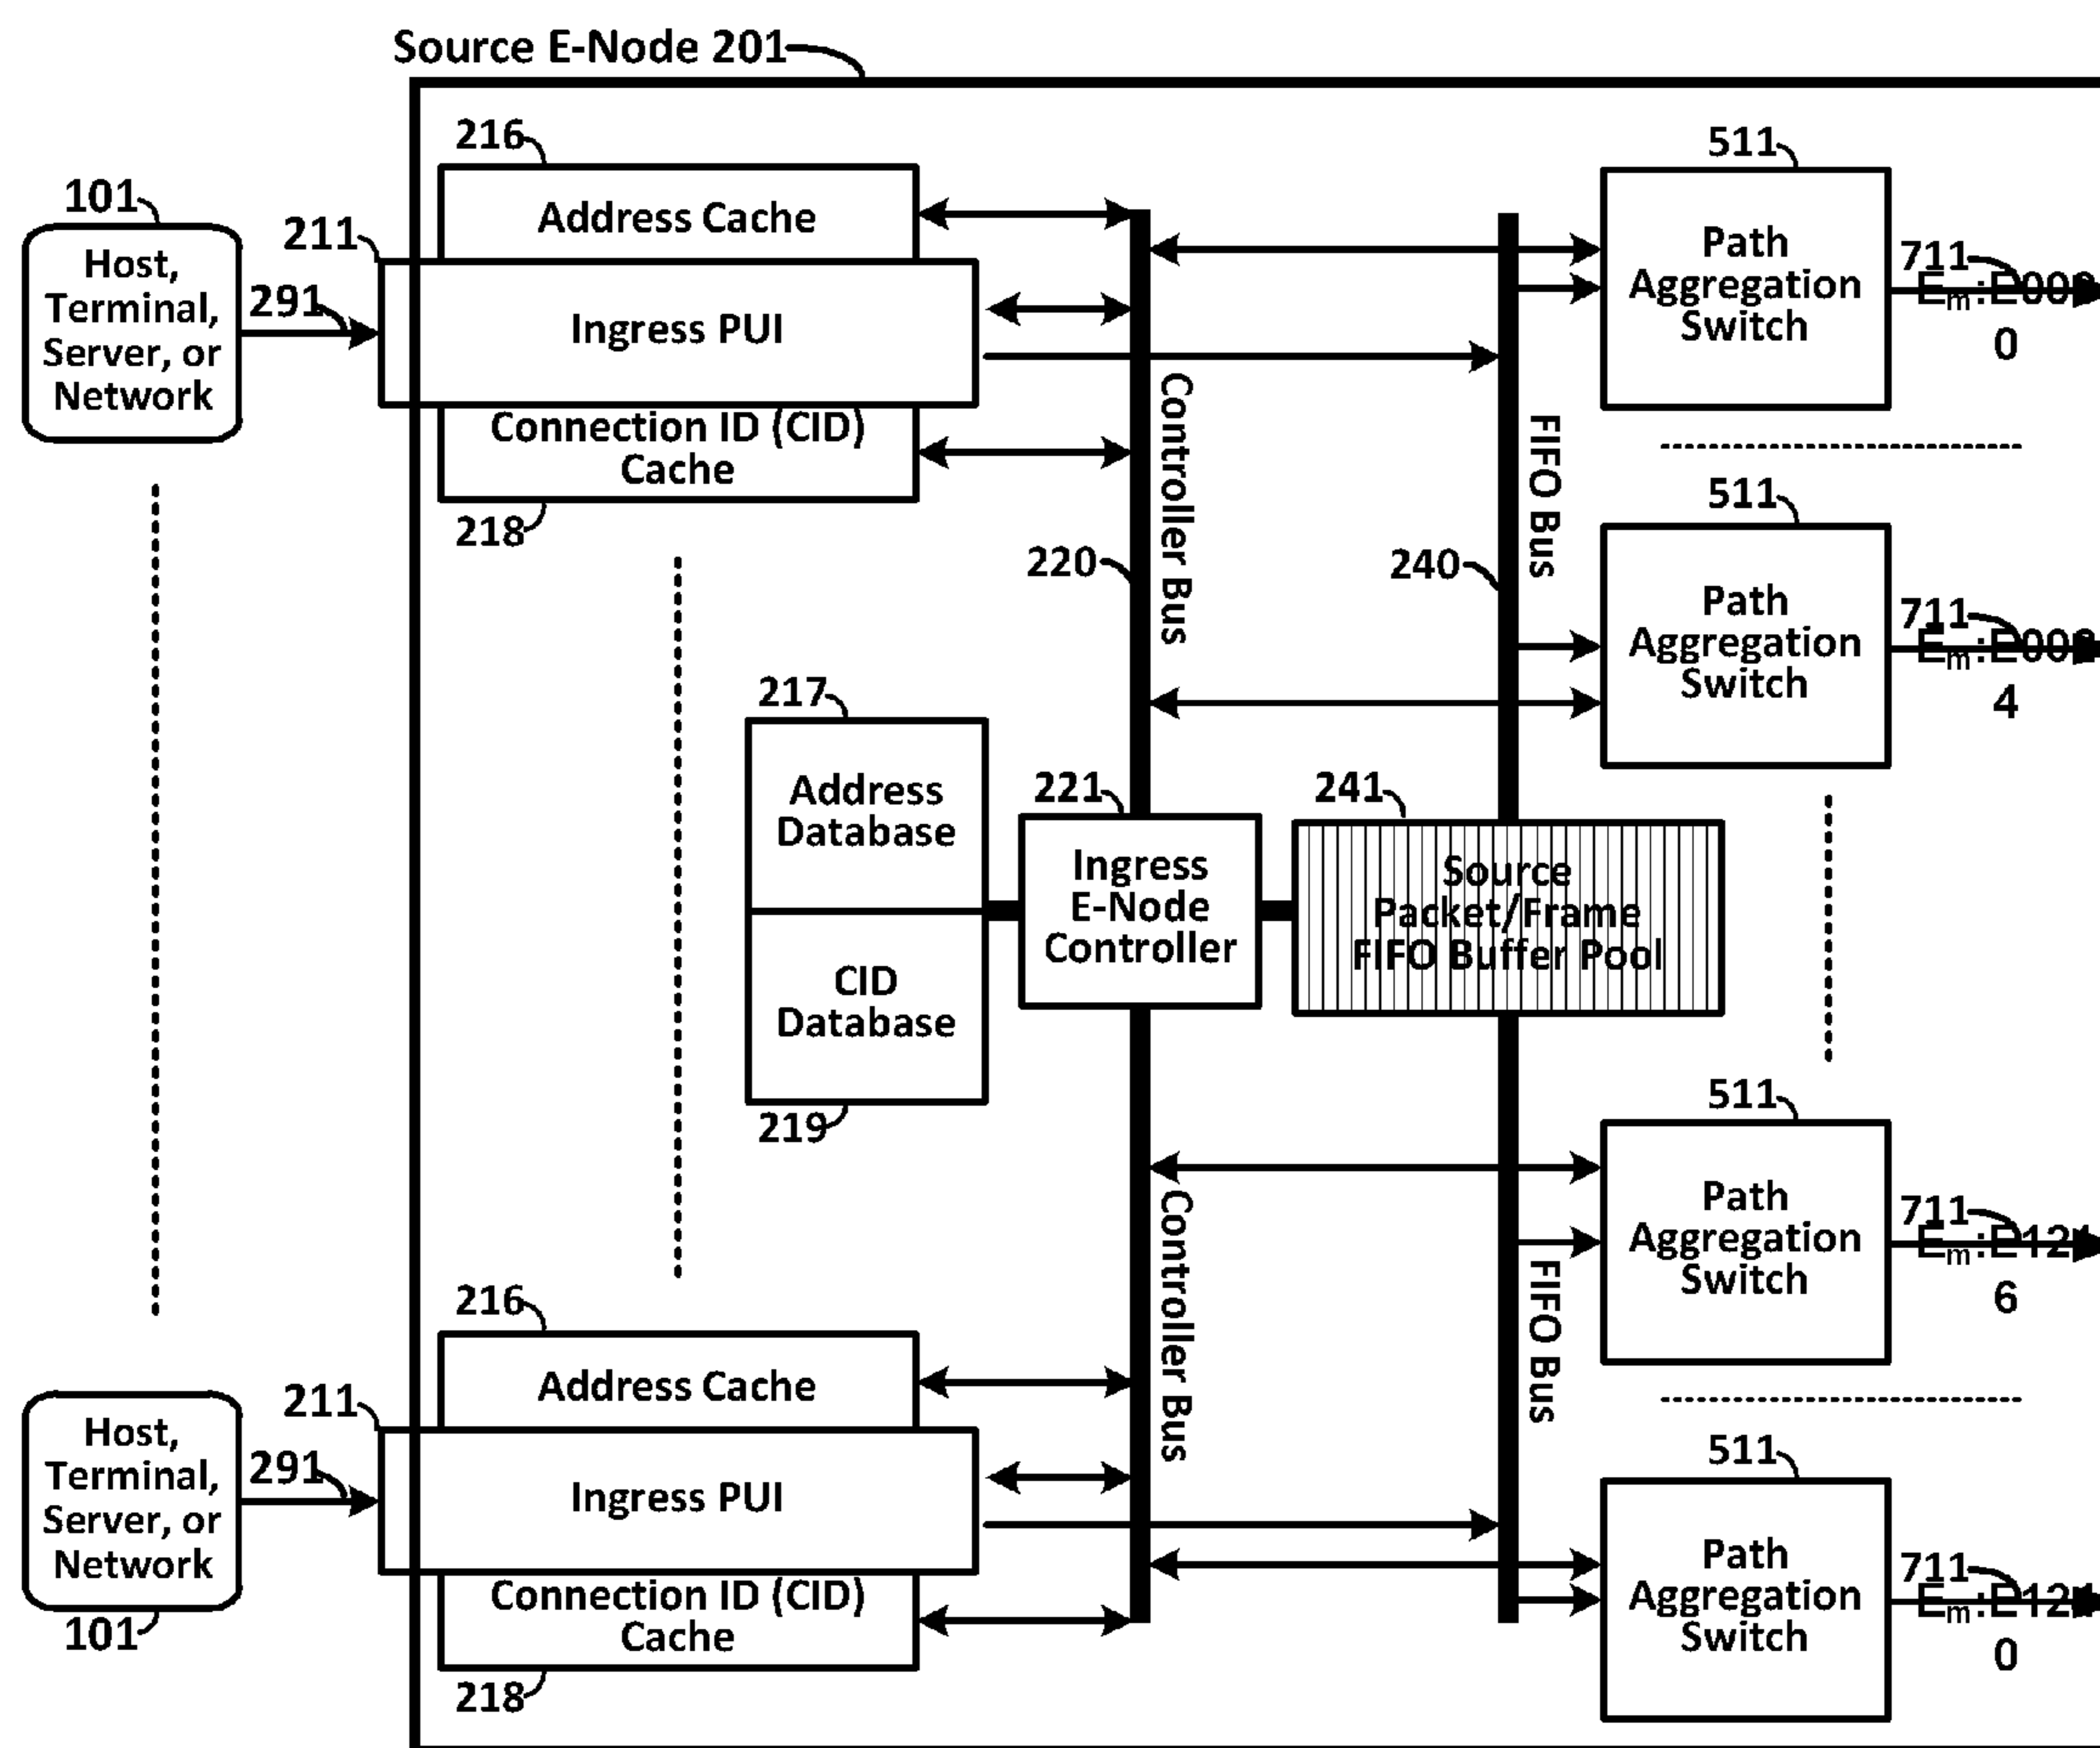 Source E-Node 201
216
Address Cache
101
Host,
Terminal,
Server, or
Network
291
211
Ingress PUI
Connection ID (CID)
Cache
218
Controller Bus
220
FIFO Bus
240
511
Path
Aggregation
Switch
711
0
511
Path
Aggregation
Switch
711
4
217
Address
Database
CID
Database
219
221
Ingress
E-Node
Controller
241
Source
Packet/Frame
FIFO Buffer Pool
Controller Bus
FIFO Bus
511
Path
Aggregation
Switch
711
6
216
Address Cache
211
Host,
Terminal,
Server, or
Network
101
291
Ingress PUI
Connection ID (CID)
Cache
218
511
Path
Aggregation
Switch
711
0